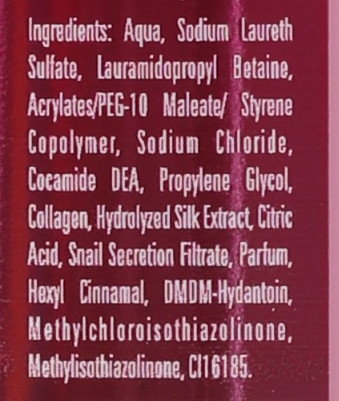 Ingredients: Aqua, Sodium Laureth
Sulfate, Lauramidopropyl Betaine,
Acrylates/PEG-10 Maleate/ Styrene
Copolymer, Sodium Chloride,
Cocamide DEA, Propylene Glycol,
Collagen, Hydrolyzed Silk Extract, Citric
Acid, Snail Secretion Filtrate, Parfum,
Hexyl Cinnamal, DMDM-Hydantoin,
Methylchloroisothiazolinone,
Methylisothiazolinone, CI16185.